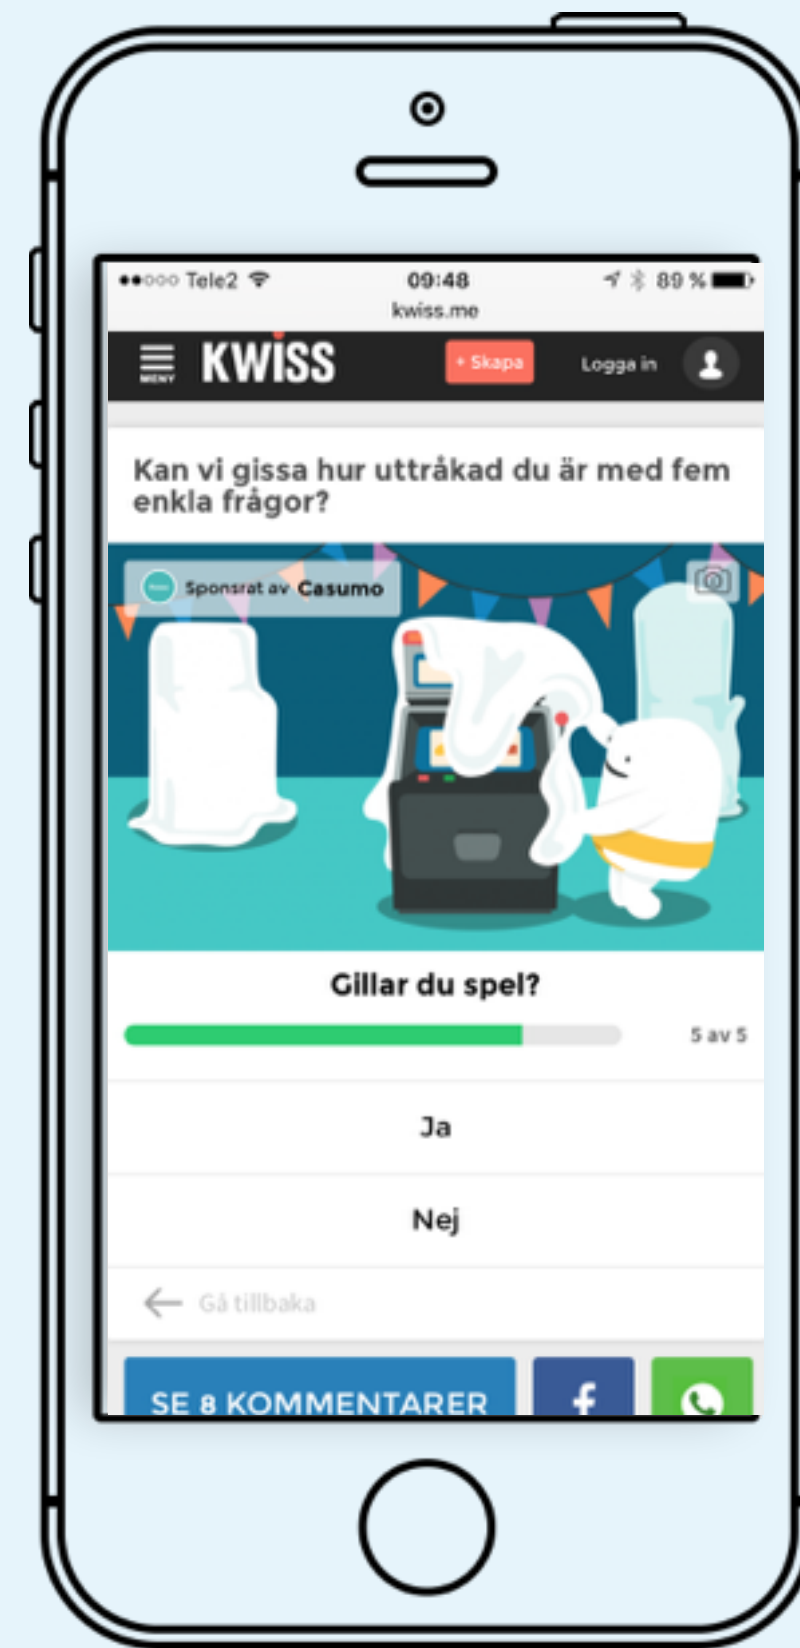 Tele2 09:48 89 %
kwiss.me
MENY KWISS + Skapa Logga in
Kan vi gissa hur uttråkad du är med fem
enkla frågor?
Sponsrat av Casumo
Gillar du spel?
5 av 5
Ja
Nej
Gå tillbaka
SE 8 KOMMENTARER